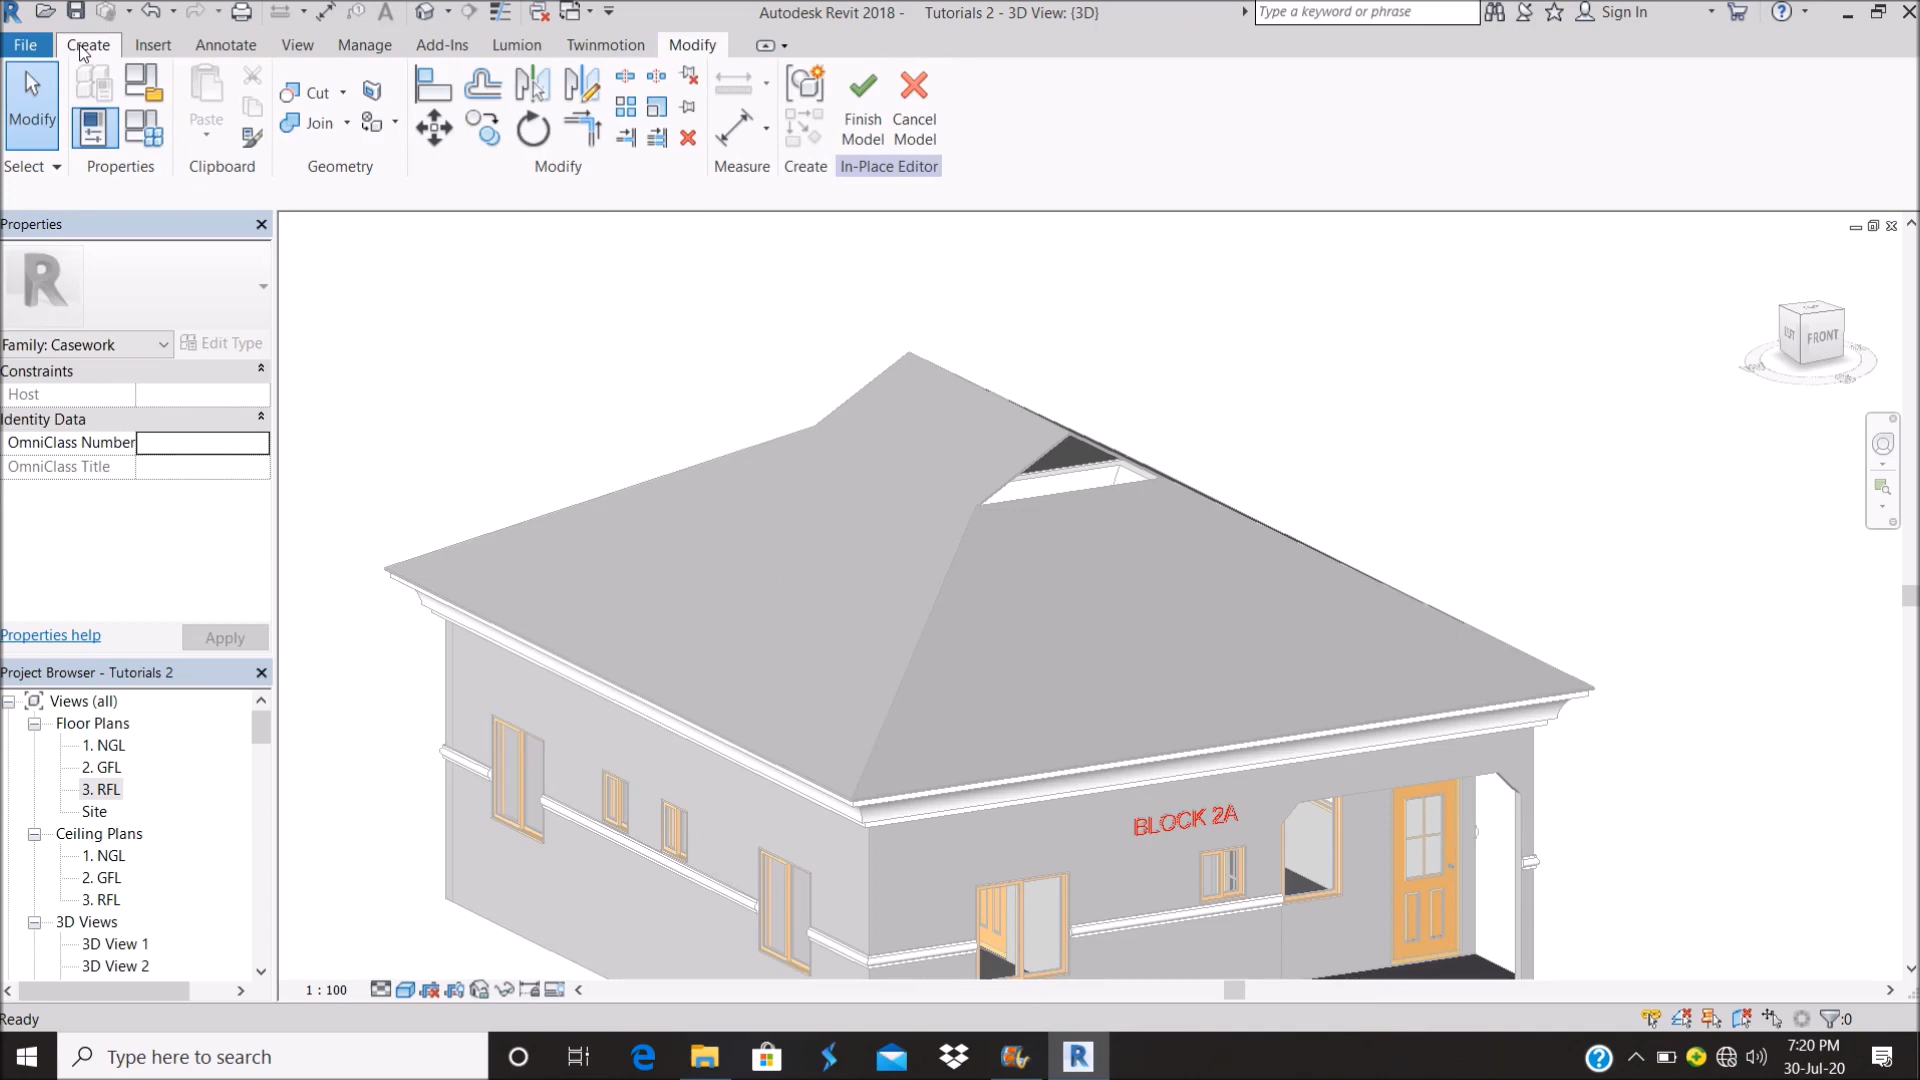 Autodesk Revit 2018 - Tutorials 2 - 3D View: {3D}
Type a keyword or phrase
Sign In
File Create Insert Annotate View Manage Add-Ins Lumion Twinmotion Modify
Modify
Paste
Cut
Join
Finish Model
Cancel Model
Select Properties Clipboard Geometry Modify Measure Create In-Place Editor
Properties
Family: Casework
Edit Type
Constraints
Host
Identity Data
OmniClass Number
OmniClass Title
Properties help
Apply
Project Browser - Tutorials 2
Views (all)
Floor Plans
1. NGL
2. GFL
3. RFL
Site
Ceiling Plans
1. NGL
2. GFL
3. RFL
3D Views
3D View 1
3D View 2
FRONT
BLOCK 2A
1 : 100
Ready
:0
Type here to search
7:20 PM
30-Jul-20